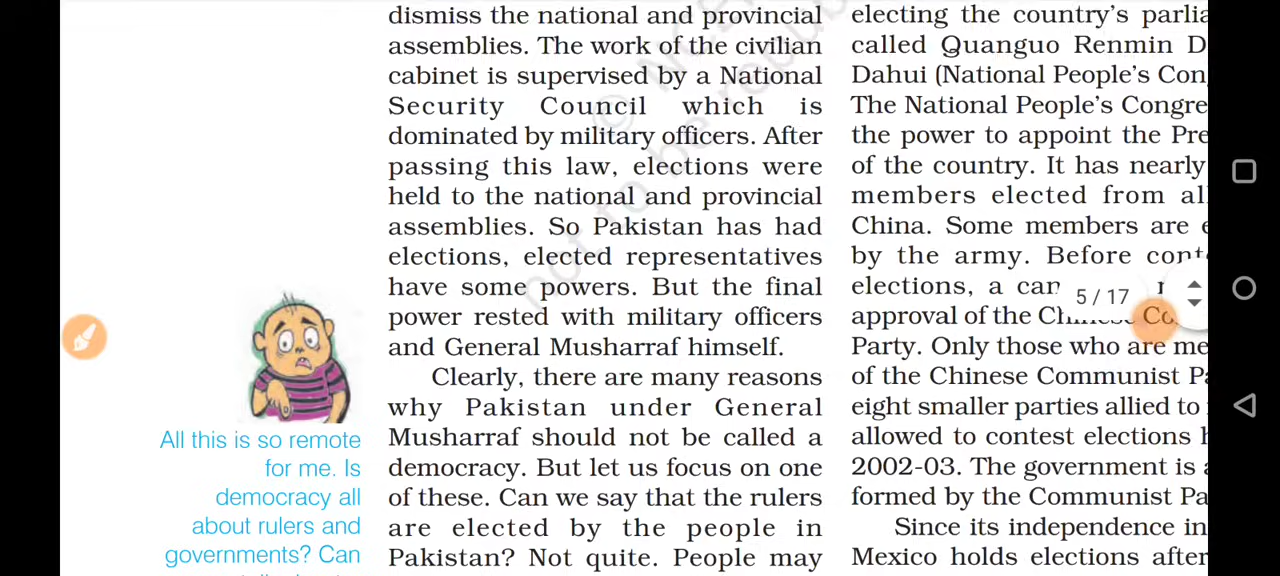 dismiss the national and provincial
assemblies. The work of the civilian
cabinet is supervised by a National
Security Council which is
dominated by military officers. After
passing this law, elections were
held to the national and provincial
assemblies. So Pakistan has had
elections, elected representatives
have some powers. But the final
power rested with military officers
and General Musharraf himself.
Clearly, there are many reasons
why Pakistan under General
Musharraf should not be called a
democracy. But let us focus on one
of these. Can we say that the rulers
are elected by the people in
Pakistan? Not quite. People may
All this is so remote
for me. Is
democracy all
about rulers and
governments? Can
electing the country's parlia
called Quanguo Renmin D
Dahui (National People's Con
The National People's Congre
the power to appoint the Pre
of the country. It has nearly
members elected from all
China. Some members are e
by the army. Before cont
elections, a can
approval of the Chinese Co
Party. Only those who are me
of the Chinese Communist Pa
eight smaller parties allied to
allowed to contest elections
2002-03. The government is a
formed by the Communist Pa
Since its independence in
Mexico holds elections after
5 / 17
not to be republ